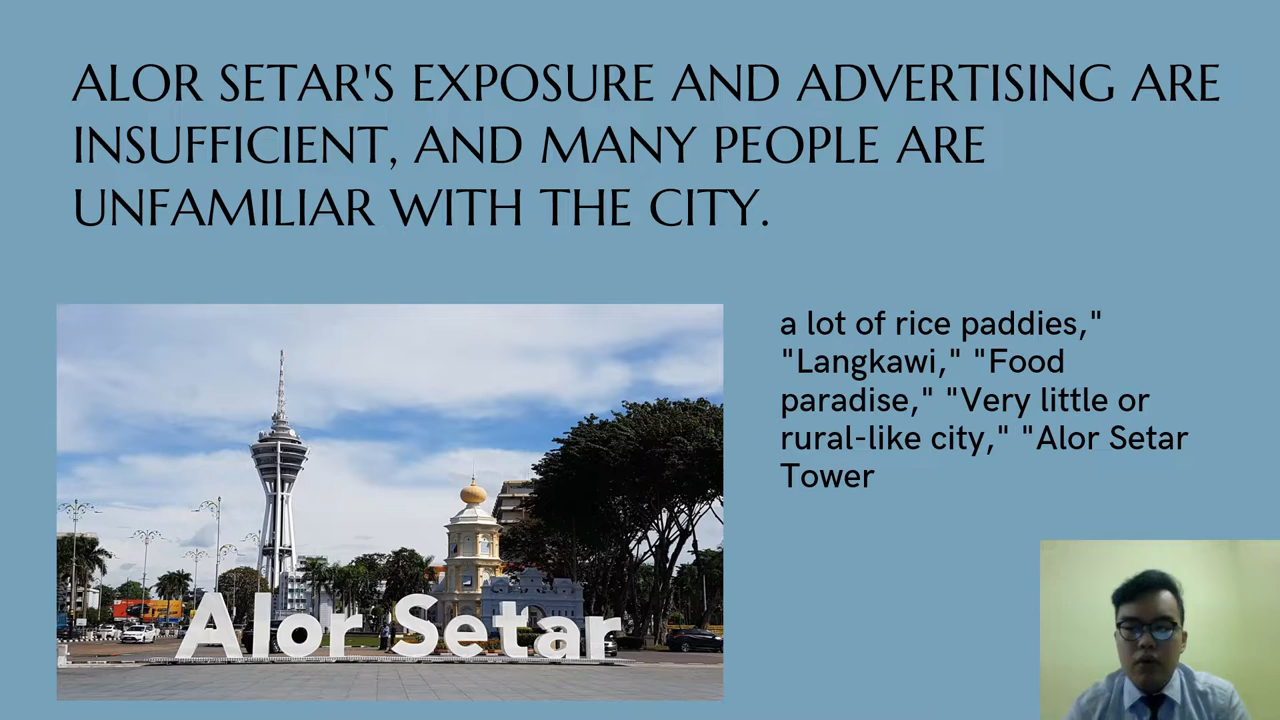 ALOR SETAR'S EXPOSURE AND ADVERTISING ARE
INSUFFICIENT, AND MANY PEOPLE ARE
UNFAMILIAR WITH THE CITY.
a lot of rice paddies,"
"Langkawi," "Food
paradise," "Very little or
rural-like city," "Alor Setar
Tower
Alor Setar